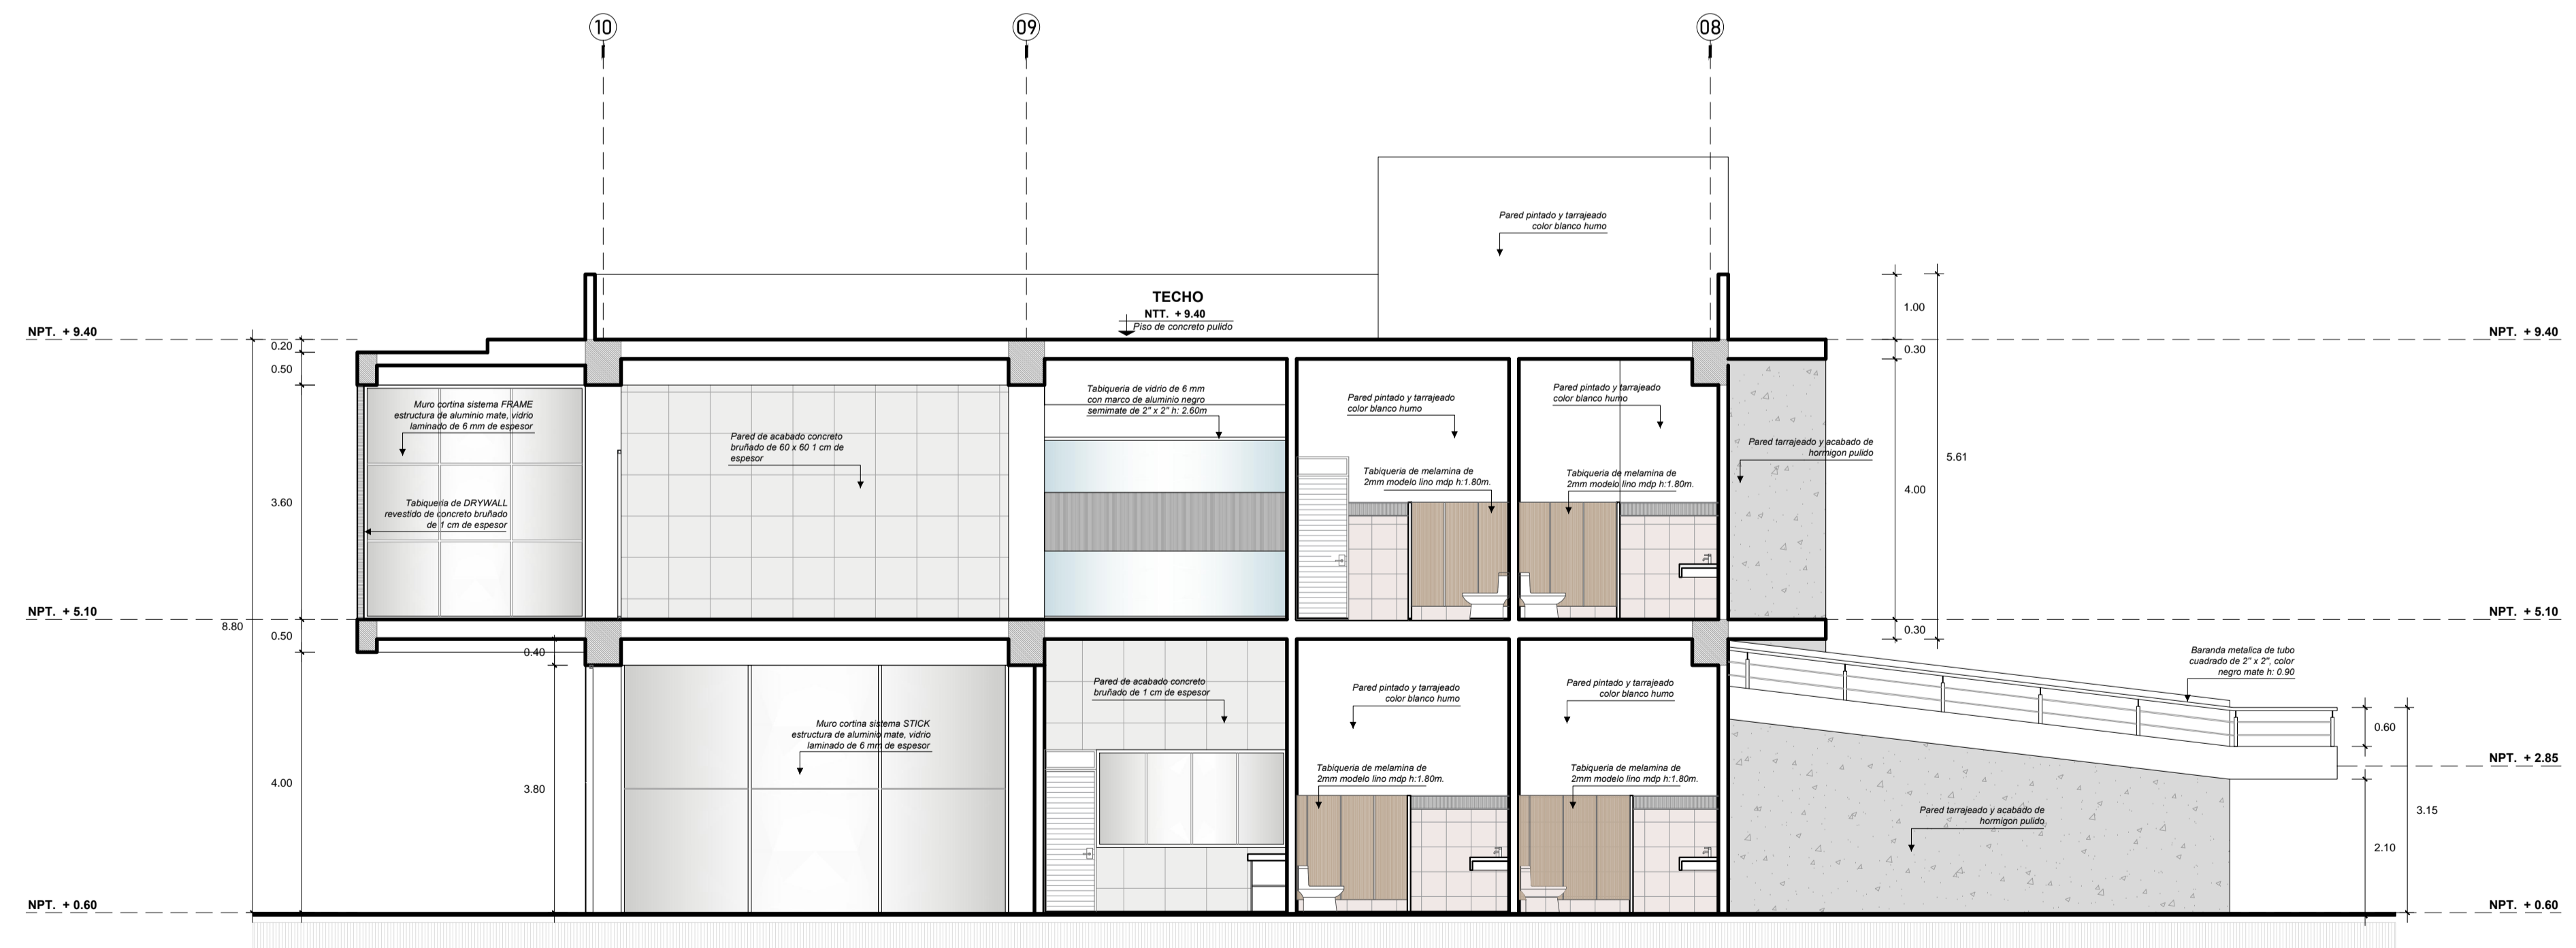 10
09
08
Pared pintado y tarrajeado
color blanco humo
TECHO
NTT. + 9.40
Piso de concreto pulido
NPT. + 9.40
NPT. + 9.40
0.20
0.50
3.60
0.50
4.00
8.80
1.00
0.30
4.00
0.30
5.61
Muro cortina sistema FRAME
estructura de aluminio mate, vidrio
laminado de 6 mm de espesor
Tabiqueria de DRYWALL
revestido de concreto bruñado
de 1 cm de espesor
Pared de acabado concreto
bruñado de 60 x 60 1 cm de
espesor
Tabiqueria de vidrio de 6 mm
con marco de aluminio negro
semimate de 2" x 2" h: 2.60m
Pared pintado y tarrajeado
color blanco humo
Tabiqueria de melamina de
2mm modelo lino mdp h:1.80m.
Pared pintado y tarrajeado
color blanco humo
Tabiqueria de melamina de
2mm modelo lino mdp h:1.80m.
Pared tarrajeado y acabado de
hormigon pulido
NPT. + 5.10
NPT. + 5.10
0.40
3.80
Muro cortina sistema STICK
estructura de aluminio mate, vidrio
laminado de 6 mm de espesor
Pared de acabado concreto
bruñado de 1 cm de espesor
Pared pintado y tarrajeado
color blanco humo
Tabiqueria de melamina de
2mm modelo lino mdp h:1.80m.
Pared pintado y tarrajeado
color blanco humo
Tabiqueria de melamina de
2mm modelo lino mdp h:1.80m.
Baranda metalica de tubo
cuadrado de 2" x 2", color
negro mate h: 0.90
Pared tarrajeado y acabado de
hormigon pulido
0.60
NPT. + 2.85
3.15
2.10
NPT. + 0.60
NPT. + 0.60